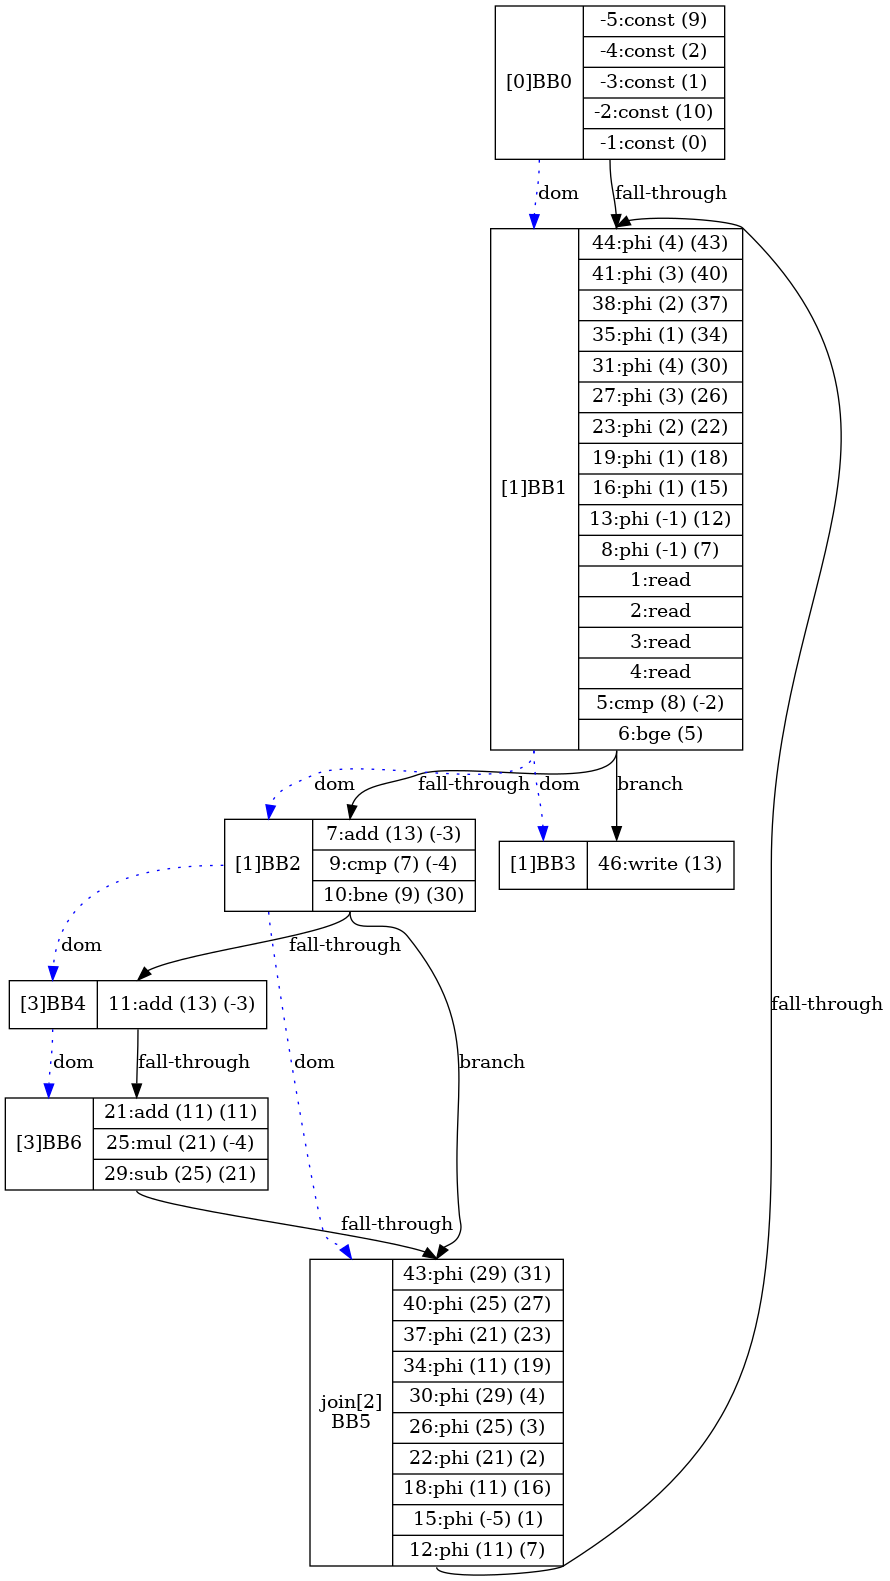 [0]BB0
-5:const (9)
-4:const (2)
-3:const (1)
-2:const (10)
-1:const (0)
dom
fall-through
[1]BB1
44:phi (4) (43)
41:phi (3) (40)
38:phi (2) (37)
35:phi (1) (34)
31:phi (4) (30)
27:phi (3) (26)
23:phi (2) (22)
19:phi (1) (18)
16:phi (1) (15)
13:phi (-1) (12)
8:phi (-1) (7)
1:read
2:read
3:read
4:read
5:cmp (8) (-2)
6:bge (5)
dom
fall-through
dom
branch
[1]BB2
7:add (13) (-3)
9:cmp (7) (-4)
10:bne (9) (30)
[1]BB3
46:write (13)
dom
fall-through
[3]BB4
11:add (13) (-3)
fall-through
dom
fall-through
dom
branch
[3]BB6
21:add (11) (11)
25:mul (21) (-4)
29:sub (25) (21)
fall-through
join[2]
BB5
43:phi (29) (31)
40:phi (25) (27)
37:phi (21) (23)
34:phi (11) (19)
30:phi (29) (4)
26:phi (25) (3)
22:phi (21) (2)
18:phi (11) (16)
15:phi (-5) (1)
12:phi (11) (7)